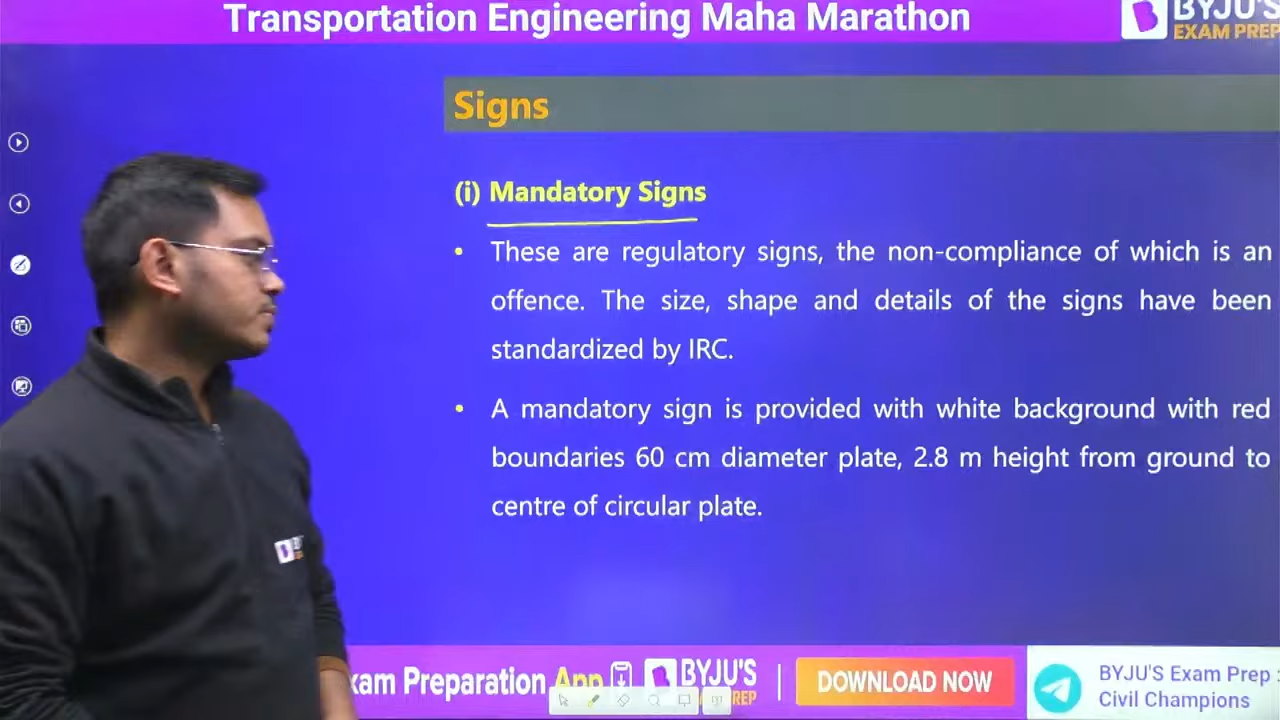 Transportation Engineering Maha Marathon
BYJU'S
EXAM PREP
Signs
(i) Mandatory Signs
• These are regulatory signs, the non-compliance of which is an
offence. The size, shape and details of the signs have been
standardized by IRC.
• A mandatory sign is provided with white background with red
boundaries 60 cm diameter plate, 2.8 m height from ground to
centre of circular plate.
xam Preparation App
BYJU'S
PREP
DOWNLOAD NOW
BYJU'S Exam Prep :
Civil Champions